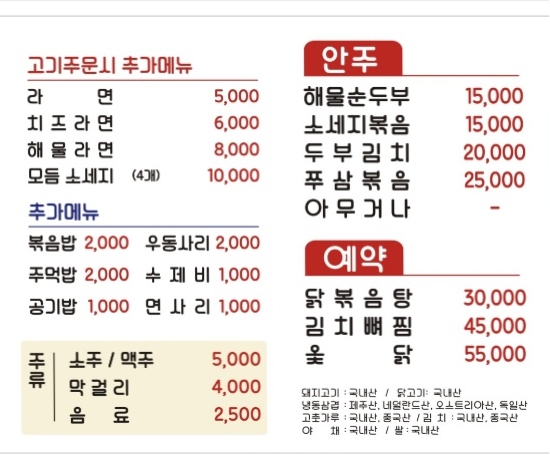 고기주문시 추가메뉴
라 면 5,000
치 즈 라 면 6,000
해 물 라 면 8,000
모듬 소세지 (4개) 10,000
추가메뉴
볶음밥 2,000 우동사리 2,000
주먹밥 2,000 수 제 비 1,000
공기밥 1,000 면 사 리 1,000
주류
소주 / 맥주 5,000
막 걸 리 4,000
음 료 2,500
안주
해물순두부 15,000
소세지볶음 15,000
두 부 김 치 20,000
쭈 삼 볶 음 25,000
아 무 거 나 -
예약
닭 볶 음 탕 30,000
김 치 뼈 찜 45,000
옻 닭 55,000
돼지고기 : 국내산 / 닭고기: 국내산
냉동삼겹 : 제주산, 네덜란드산, 오스트리아산, 독일산
고춧가루 : 국내산, 중국산 / 김 치 : 국내산, 중국산
야 채 : 국내산 / 쌀 : 국내산